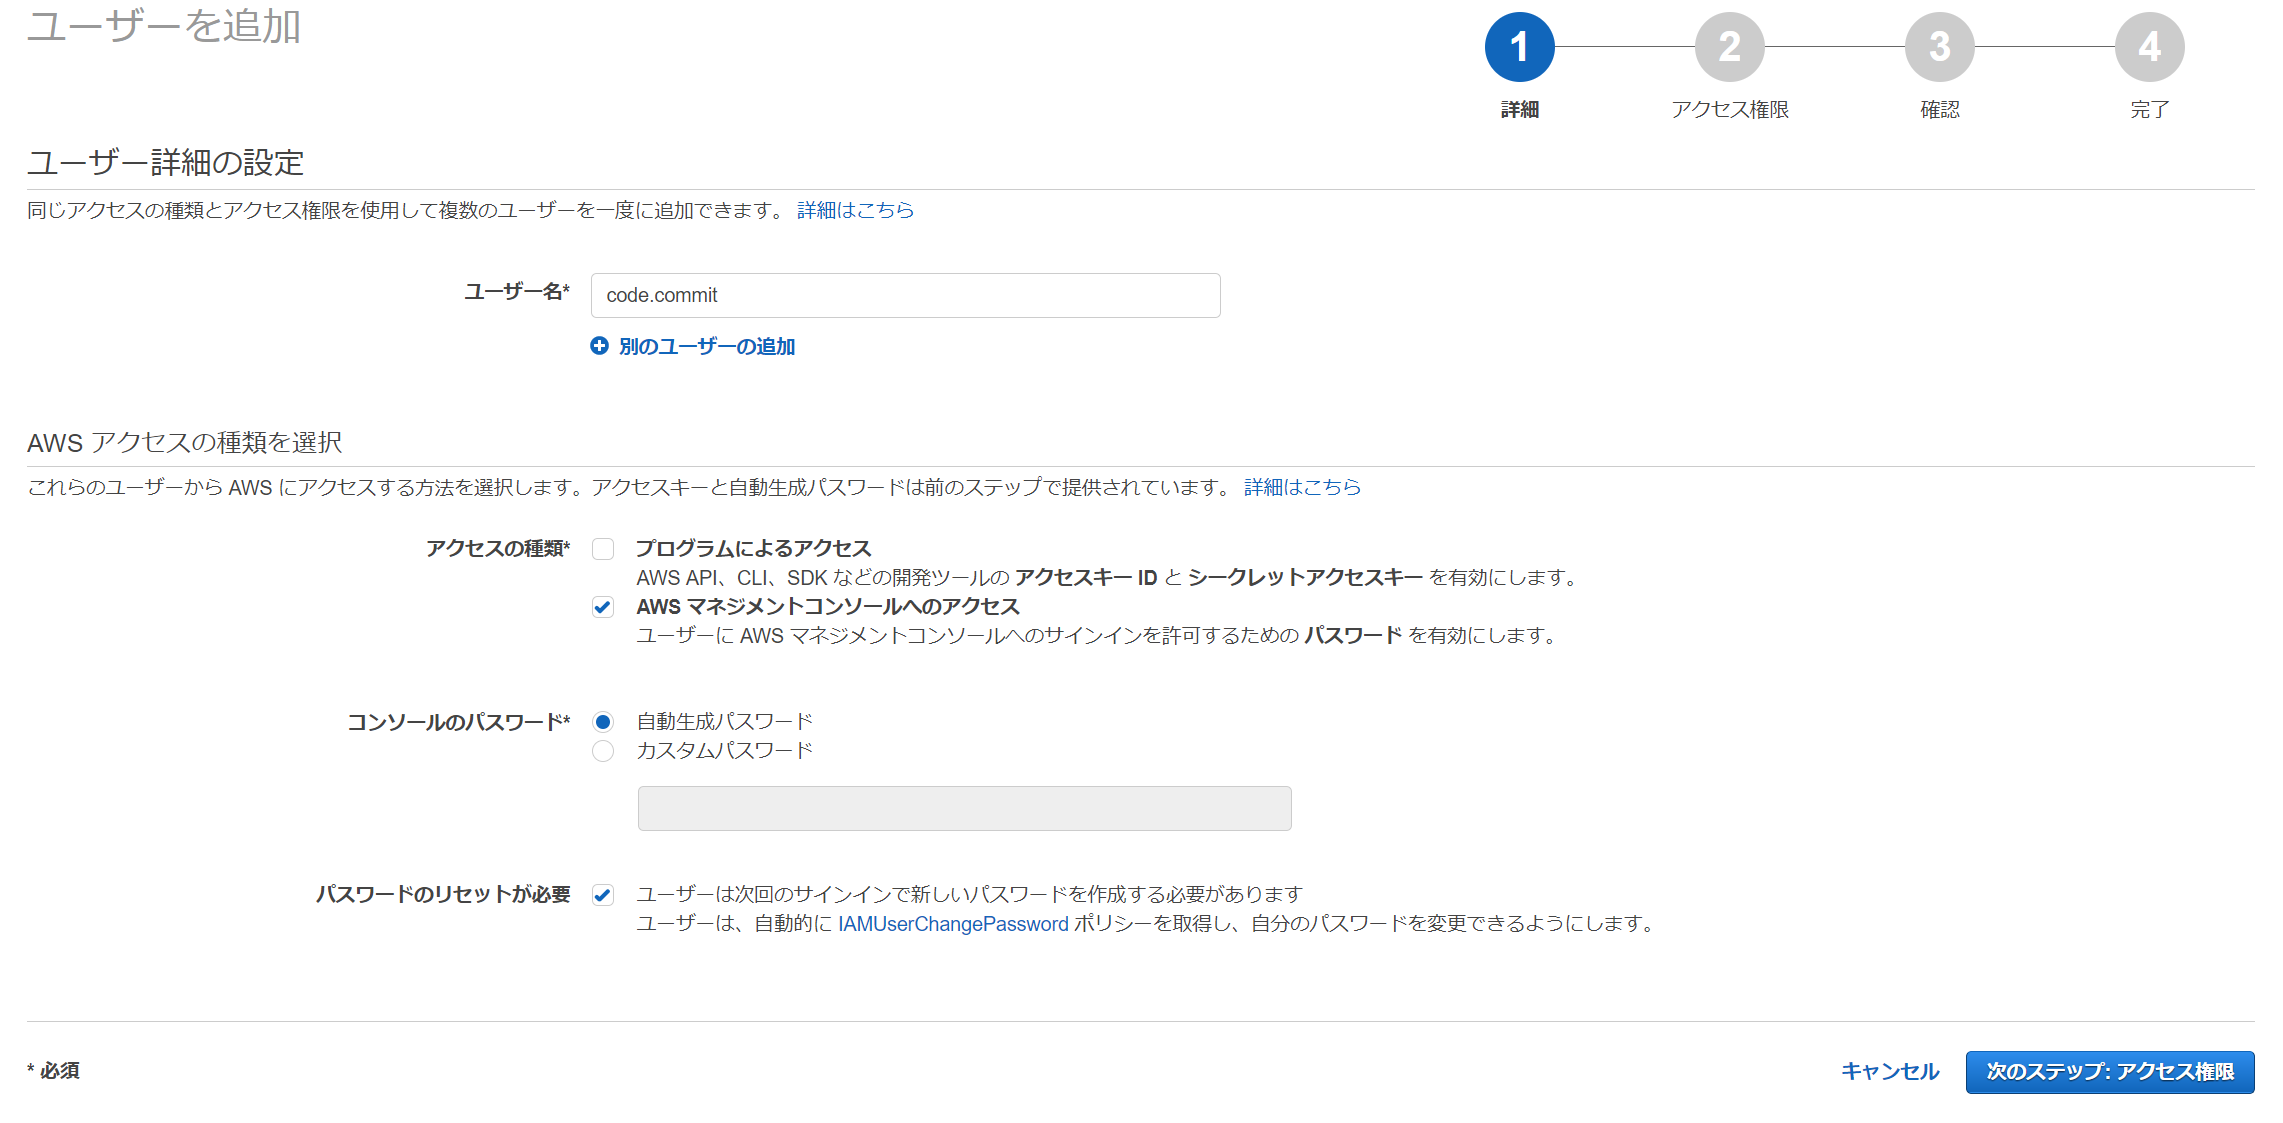 ユーザーを追加
1
2
3
4
詳細
アクセス権限
確認
完了
ユーザー詳細の設定
同じアクセスの種類とアクセス権限を使用して複数のユーザーを一度に追加できます。 詳細はこちら
ユーザー名*
code.commit
別のユーザーの追加
AWS アクセスの種類を選択
これらのユーザーから AWS にアクセスする方法を選択します。アクセスキーと自動生成パスワードは前のステップで提供されています。 詳細はこちら
アクセスの種類*
プログラムによるアクセス
AWS API、CLI、SDK などの開発ツールの アクセスキー ID と シークレットアクセスキー を有効にします。
AWS マネジメントコンソールへのアクセス
ユーザーに AWS マネジメントコンソールへのサインインを許可するための パスワード を有効にします。
コンソールのパスワード*
自動生成パスワード
カスタムパスワード
パスワードのリセットが必要
ユーザーは次回のサインインで新しいパスワードを作成する必要があります
ユーザーは、自動的に IAMUserChangePassword ポリシーを取得し、自分のパスワードを変更できるようにします。
* 必須
キャンセル
次のステップ: アクセス権限